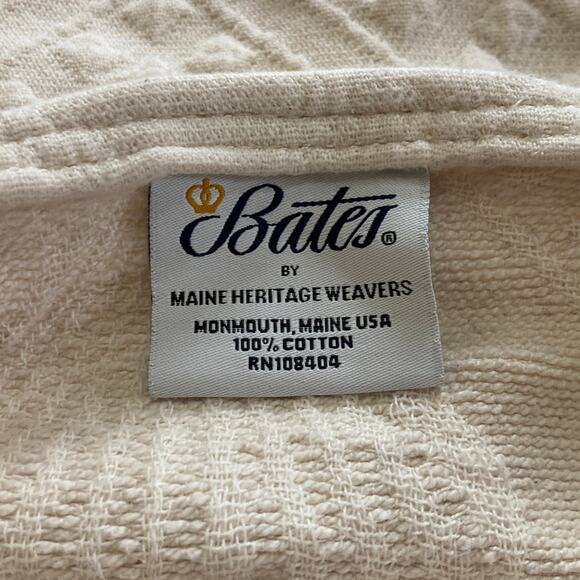 Bates®
BY
MAINE HERITAGE WEAVERS
MONMOUTH, MAINE USA
100% COTTON
RN108404